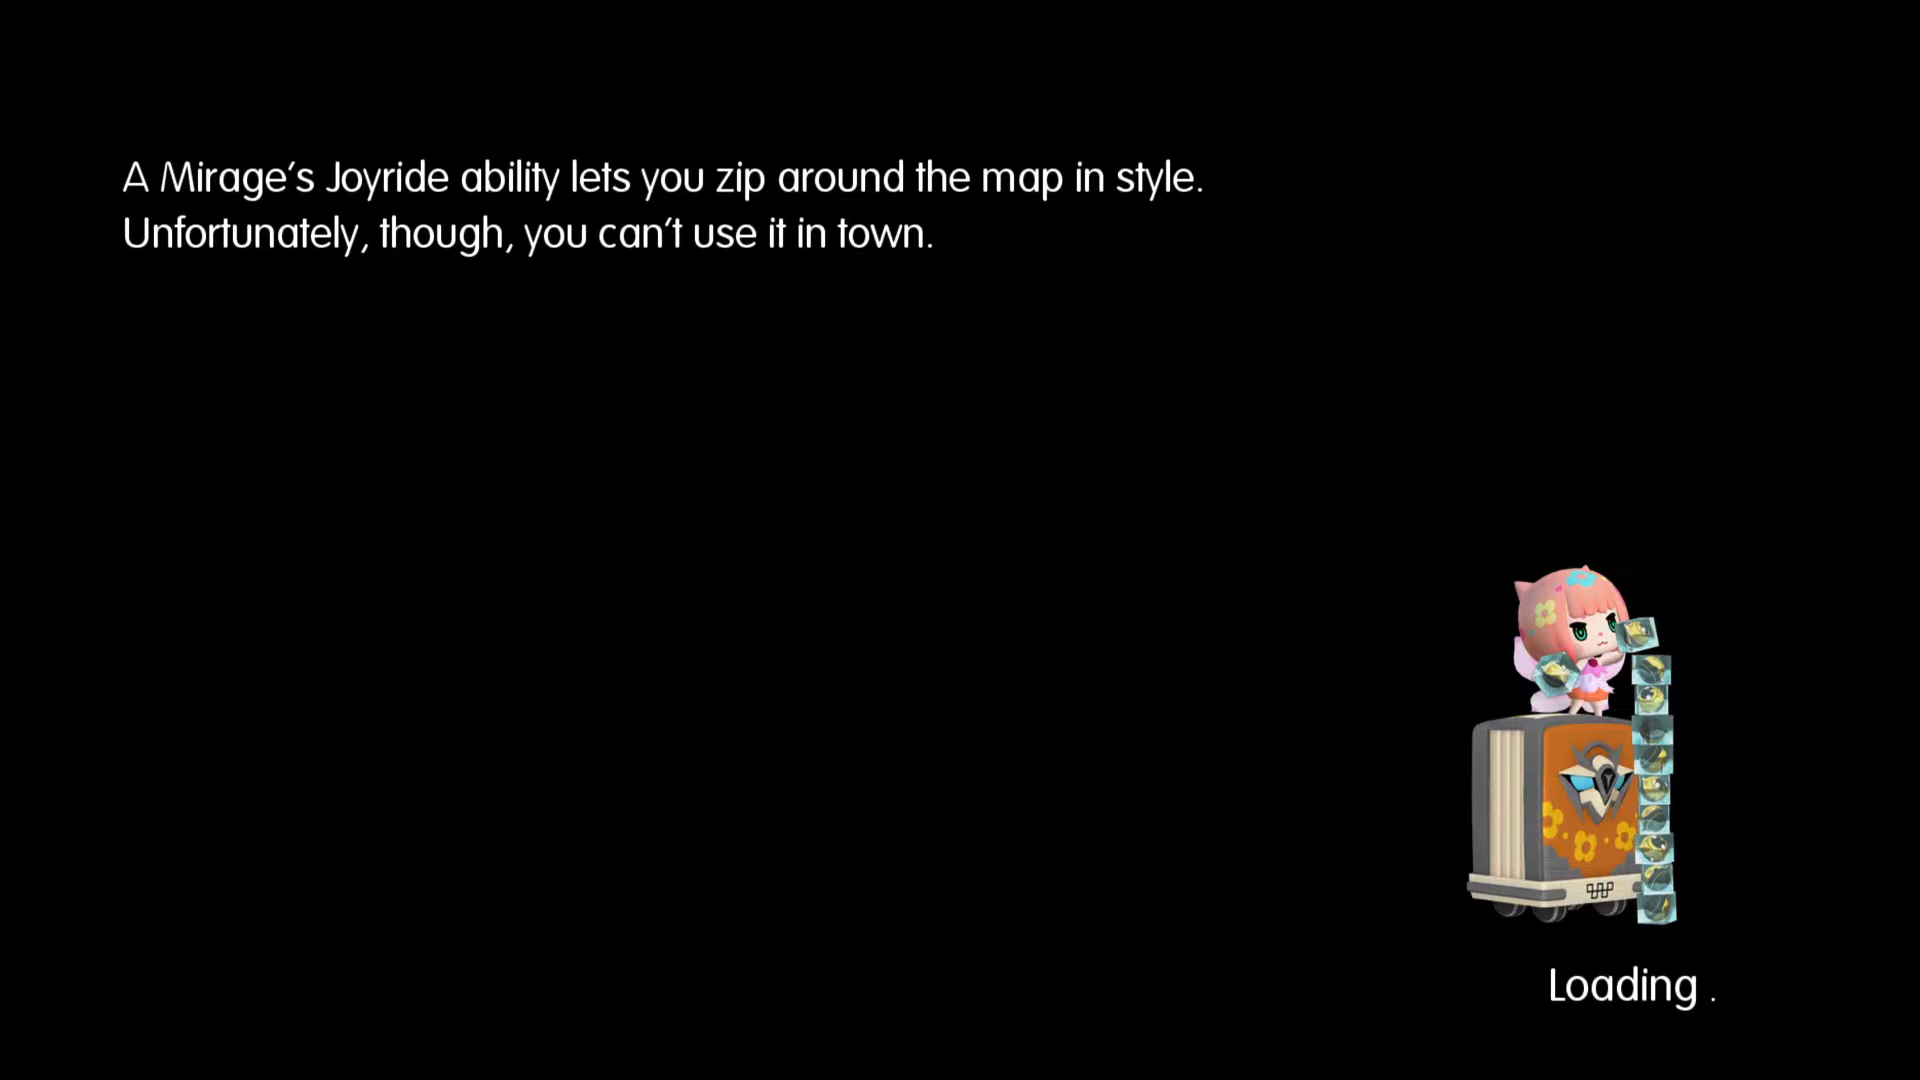 A Mirage's Joyride ability lets you zip around the map in style.
Unfortunately, though, you can't use it in town.
Loading .